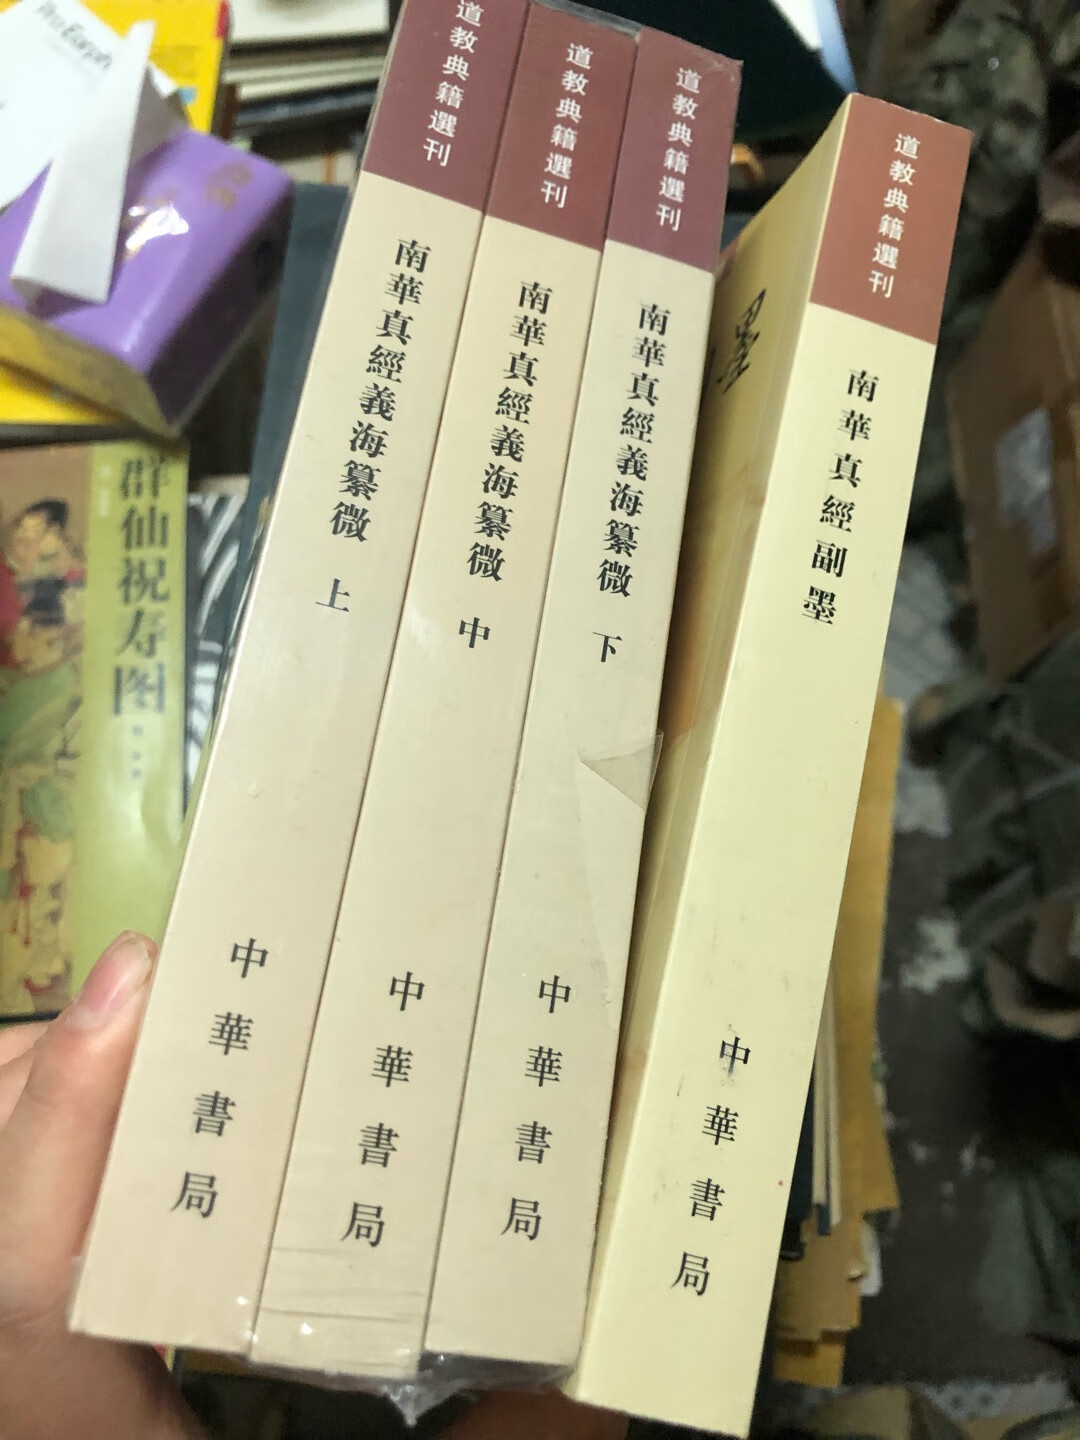 道教典籍選刊
南華真經義海纂微 上
中華書局
道教典籍選刊
南華真經義海纂微 中
中華書局
道教典籍選刊
南華真經義海纂微 下
中華書局
道教典籍選刊
南華真經副墨
中華書局
墨
群仙祝寿图